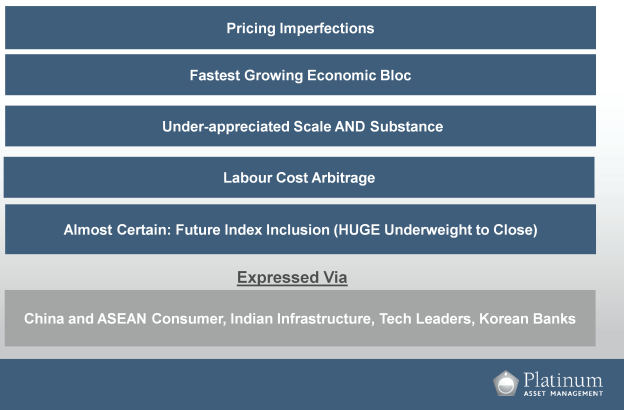 Pricing Imperfections
Fastest Growing Economic Bloc
Under-appreciated Scale AND Substance
Labour Cost Arbitrage
Almost Certain: Future Index Inclusion (HUGE Underweight to Close)
Expressed Via
China and ASEAN Consumer, Indian Infrastructure, Tech Leaders, Korean Banks
Platinum
ASSET MANAGEMENT